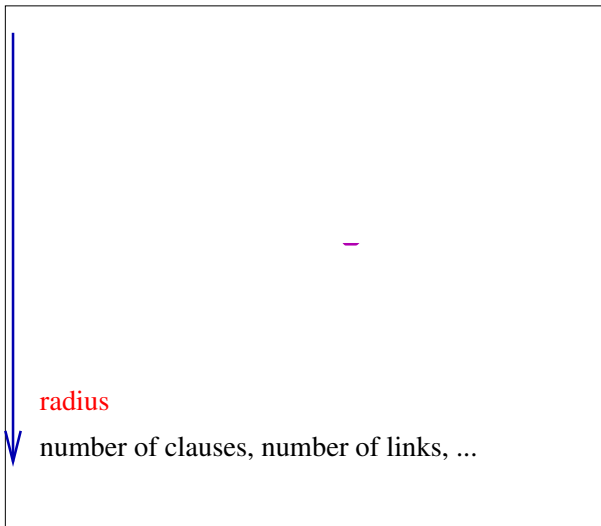 radius
number of clauses, number of links, ...